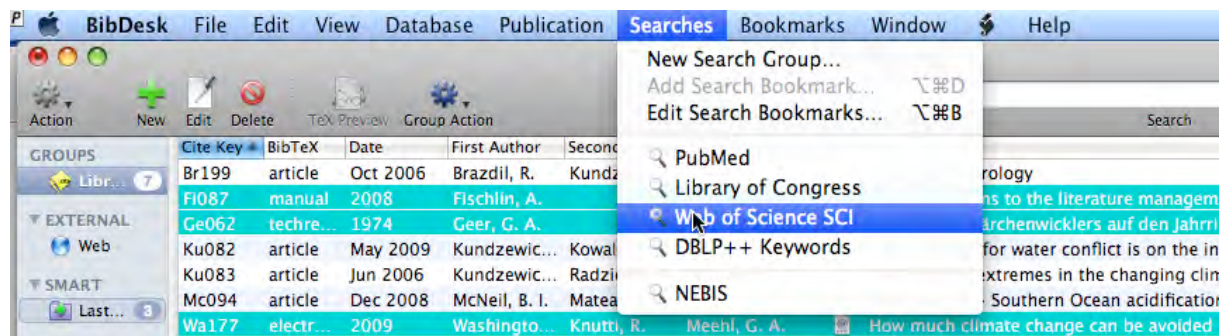 P BibDesk File Edit View Database Publication Searches Bookmarks Window Help
New Search Group...
Add Search Bookmark... ⌥⌘D
Edit Search Bookmarks... ⌥⌘B
PubMed
Library of Congress
Web of Science SCI
DBLP++ Keywords
NEBIS
Action New Edit Delete TeX Preview Group Action Search
GROUPS
Libr... 7
EXTERNAL
Web
SMART
Last... 3
Cite Key BibTeX Date First Author Second
Br199 article Oct 2006 Brazdil, R. Kundz rology
Fl087 manual 2008 Fischlin, A. ns to the literature managem
Ge062 techre... 1974 Geer, G. A. ärchenwicklers auf den Jahrri
Ku082 article May 2009 Kundzewic... Kowal for water conflict is on the in
Ku083 article Jun 2006 Kundzewic... Radzi extremes in the changing clim
Mc094 article Dec 2008 McNeil, B. I. Matea Southern Ocean acidification
Wa177 electr... 2009 Washingto... Knutti, R. Meehl, G. A. How much climate change can be avoided